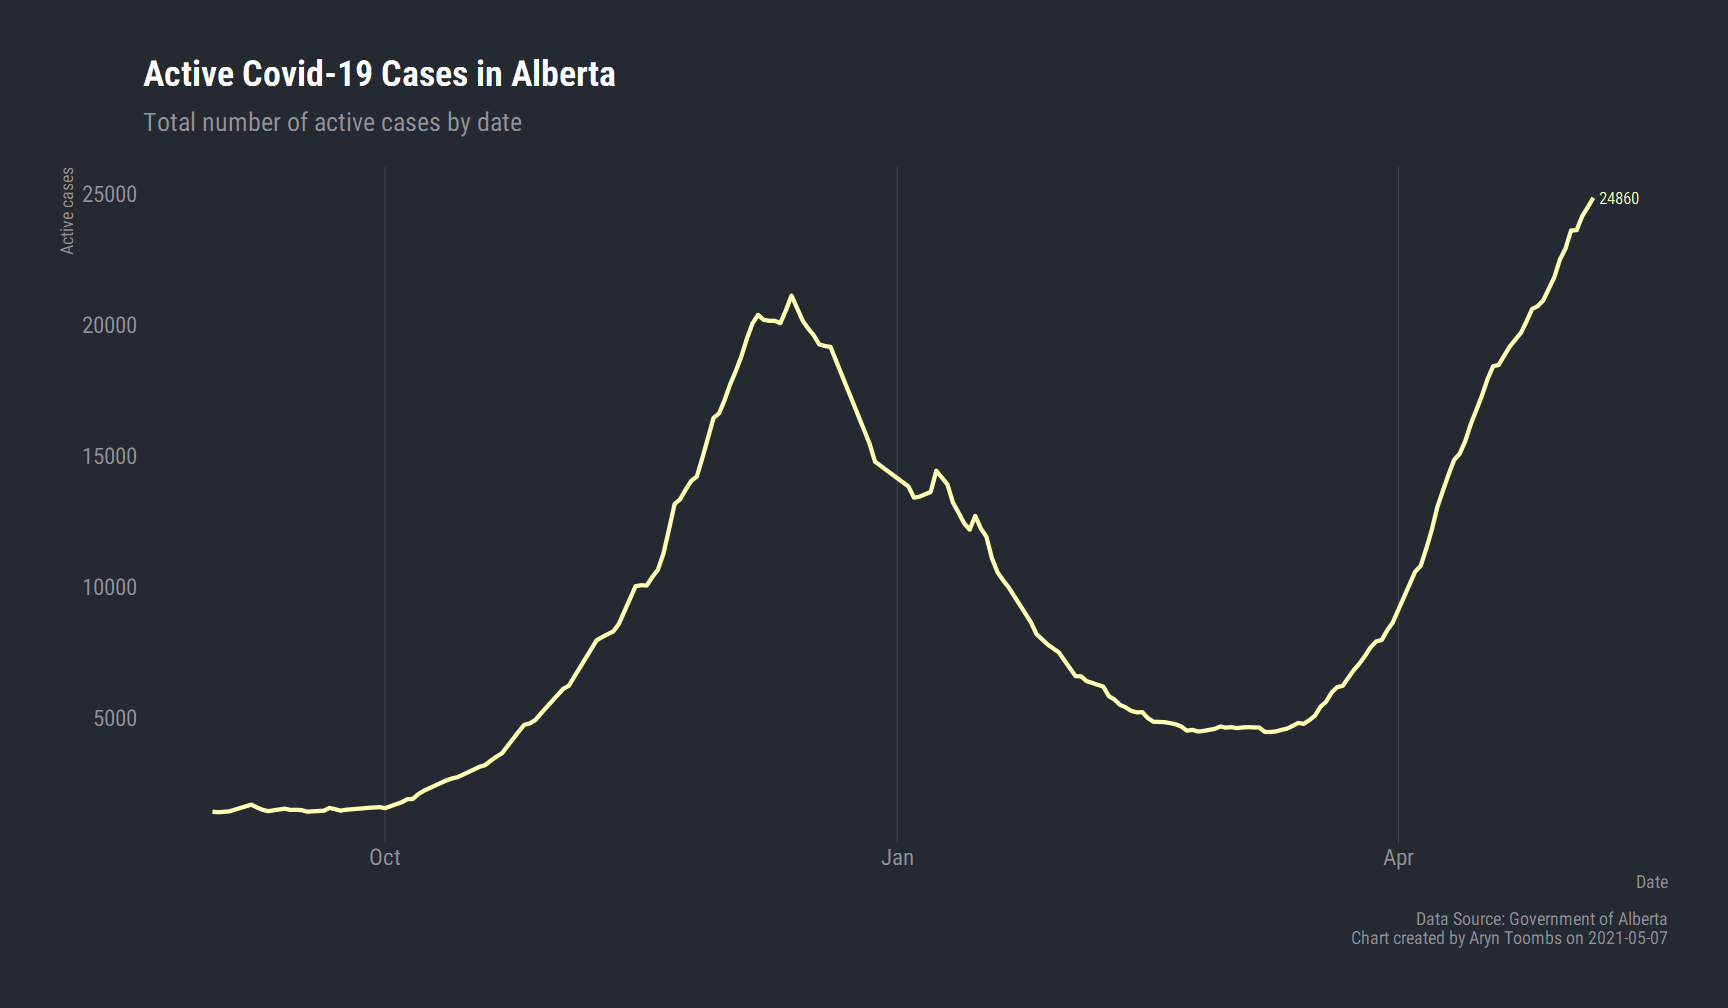 Active Covid-19 Cases in Alberta
Total number of active cases by date
Active cases
25000
20000
15000
10000
5000
24860
Oct
Jan
Apr
Date
Data Source: Government of Alberta
Chart created by Aryn Toombs on 2021-05-07